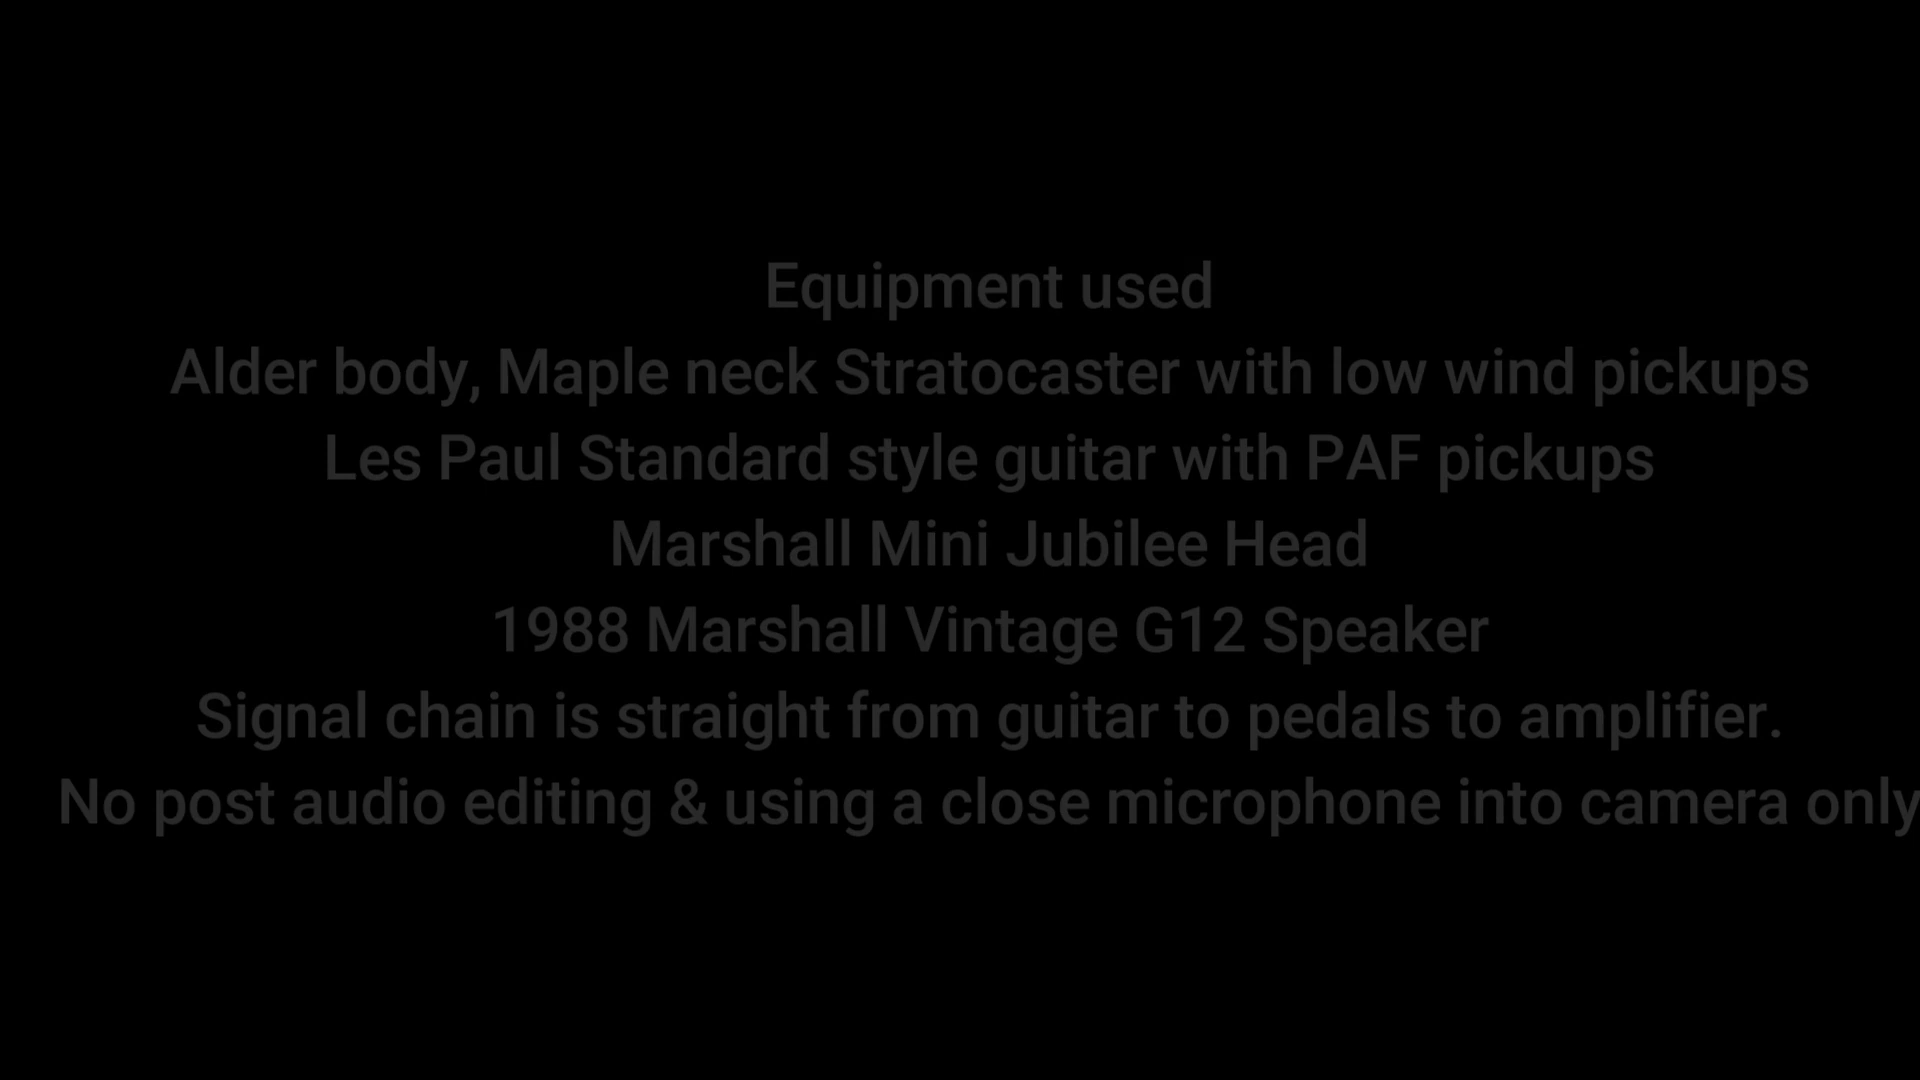 Equipment used
Alder body, Maple neck Stratocaster with low wind pickups
Les Paul Standard style guitar with PAF pickups
Marshall Mini Jubilee Head
1988 Marshall Vintage G12 Speaker
Signal chain is straight from guitar to pedals to amplifier.
No post audio editing & using a close microphone into camera only